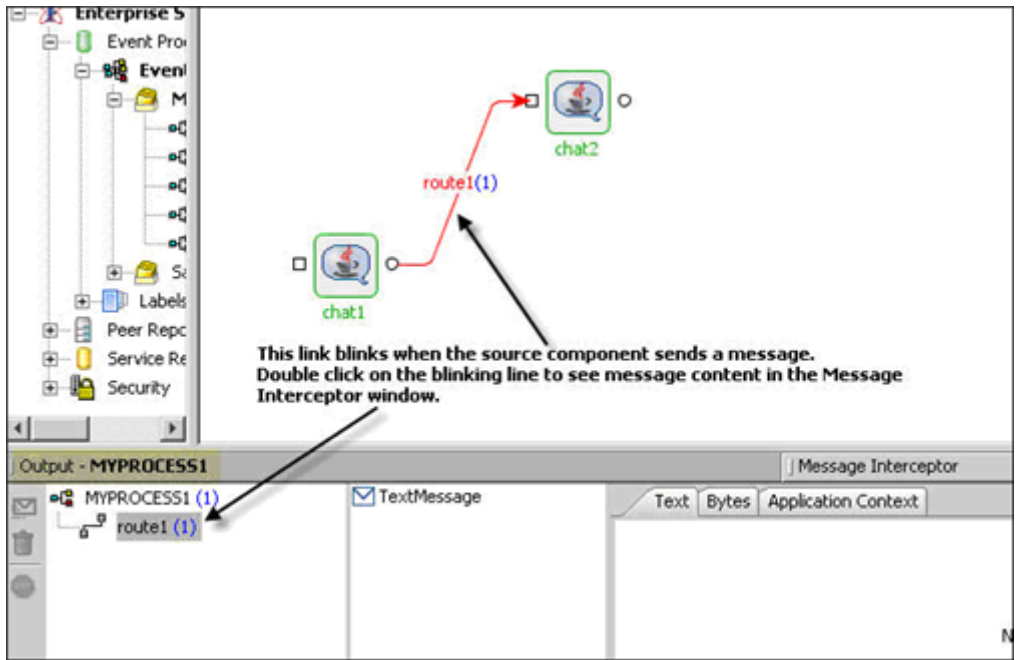 Enterprise S
Event Pro
Event
M
Sa
Labels
Peer Repo
Service Re
Security
chat2
route1(1)
chat1
This link blinks when the source component sends a message.
Double click on the blinking line to see message content in the Message
Interceptor window.
Output - MYPROCESS1
Message Interceptor
MYPROCESS1 (1)
route1 (1)
TextMessage
Text Bytes Application Context
N